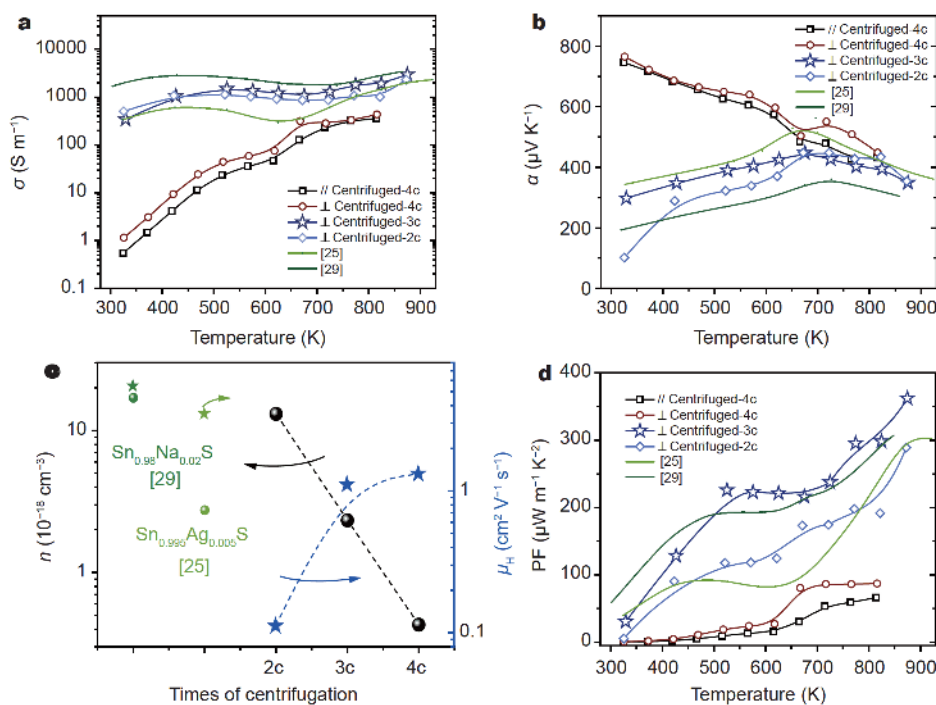 a
10000
1000
100
10
1
0.1
σ (S m⁻¹)
// Centrifuged-4c
⊥ Centrifuged-4c
⊥ Centrifuged-3c
⊥ Centrifuged-2c
[25]
[29]
300 400 500 600 700 800 900
Temperature (K)
b
800
600
400
200
0
α (μV K⁻¹)
// Centrifuged-4c
⊥ Centrifuged-4c
⊥ Centrifuged-3c
⊥ Centrifuged-2c
[25]
[29]
300 400 500 600 700 800 900
Temperature (K)
c
10
1
n (10⁻¹⁸ cm⁻³)
Sn₀.₉₈Na₀.₀₂S
[29]
Sn₀.₉₉₅Ag₀.₀₀₅S
[25]
1
0.1
μH (cm² V⁻¹ s⁻¹)
2c 3c 4c
Times of centrifugation
d
400
300
200
100
0
PF (μW m⁻¹ K⁻²)
// Centrifuged-4c
⊥ Centrifuged-4c
⊥ Centrifuged-3c
⊥ Centrifuged-2c
[25]
[29]
300 400 500 600 700 800 900
Temperature (K)